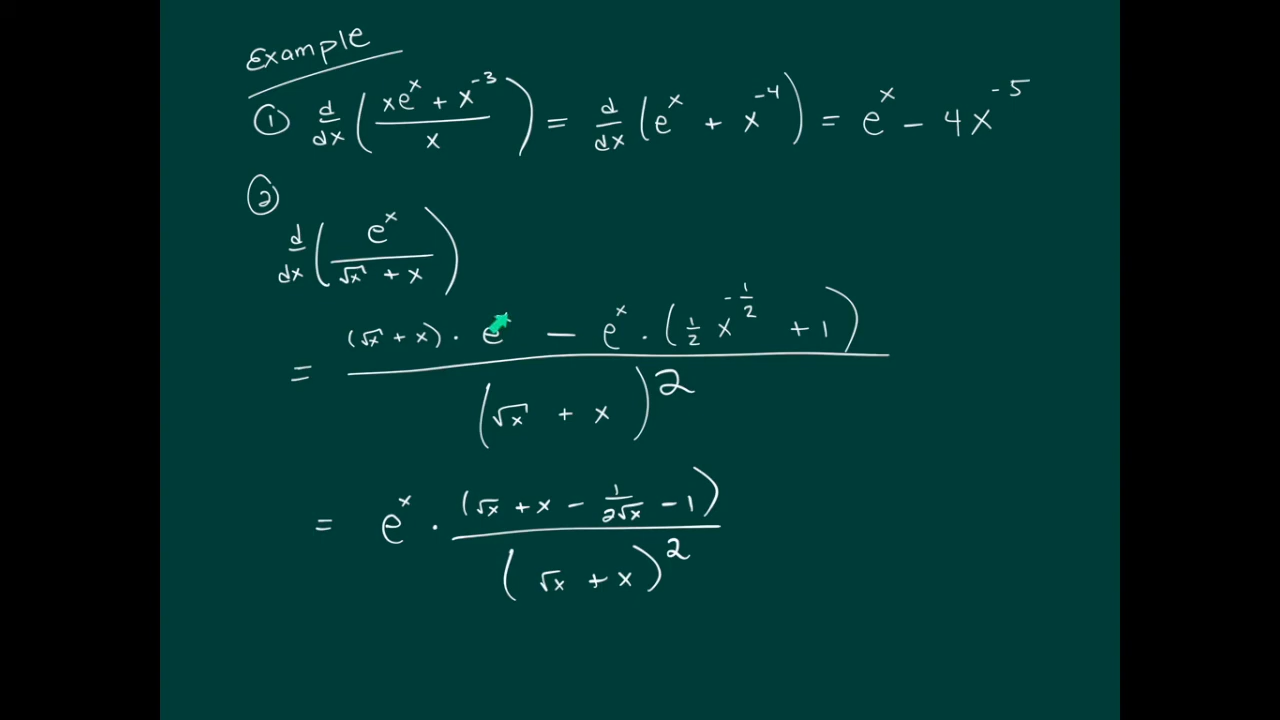 Example
① d/dx ( (xe^x + x^-3) / x ) = d/dx (e^x + x^-4) = e^x - 4x^-5
②
d/dx ( e^x / (√x + x) )
= ( (√x + x) · e^x - e^x · (1/2 x^-1/2 + 1) ) / (√x + x)^2
= e^x · (√x + x - 1/(2√x) - 1) / (√x + x)^2